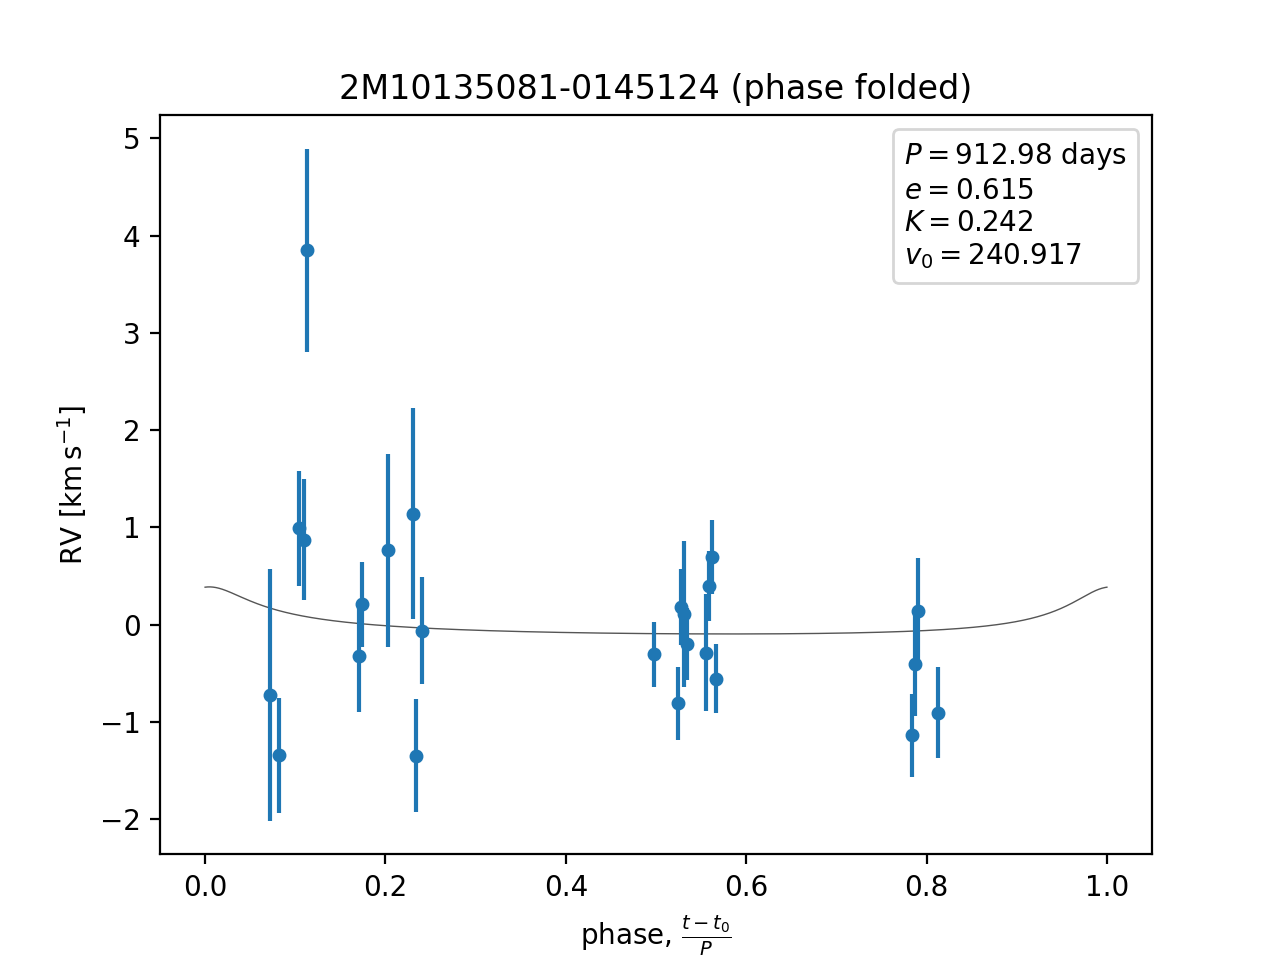 2M10135081-0145124 (phase folded)
P = 912.98 days
e = 0.615
K = 0.242
v₀ = 240.917
5
4
3
2
1
0
−1
−2
RV [km s⁻¹]
0.0 0.2 0.4 0.6 0.8 1.0
phase, (t − t₀)/P